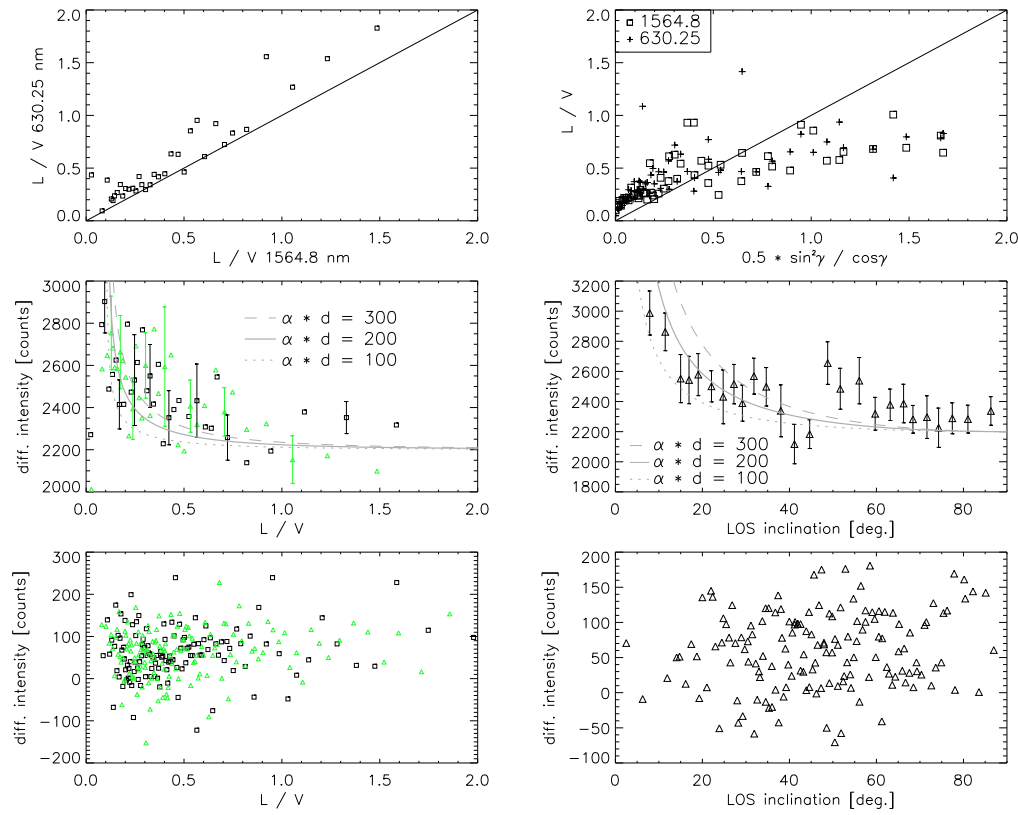 2.0
1.5
1.0
0.5
0.0
L / V 630.25 nm
0.0 0.5 1.0 1.5 2.0
L / V 1564.8 nm
2.0
1.5
1.0
0.5
0.0
L / V
1564.8
630.25
0.0 0.5 1.0 1.5 2.0
0.5 * sin²γ / cosγ
3000
2800
2600
2400
2200
2000
diff. intensity [counts]
α * d = 300
α * d = 200
α * d = 100
0.0 0.5 1.0 1.5 2.0
L / V
3200
3000
2800
2600
2400
2200
2000
1800
diff. intensity [counts]
α * d = 300
α * d = 200
α * d = 100
0 20 40 60 80
LOS inclination [deg.]
300
200
100
0
−100
−200
diff. intensity [counts]
0.0 0.5 1.0 1.5 2.0
L / V
200
150
100
50
0
−50
−100
diff. intensity [counts]
0 20 40 60 80
LOS inclination [deg.]